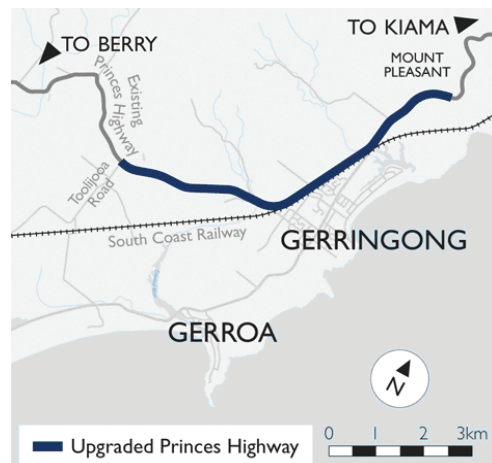 TO BERRY
TO KIAMA
MOUNT
PLEASANT
Existing
Princes Highway
Toolijooa
Road
South Coast Railway
GERRINGONG
GERROA
N
Upgraded Princes Highway
0 1 2 3km